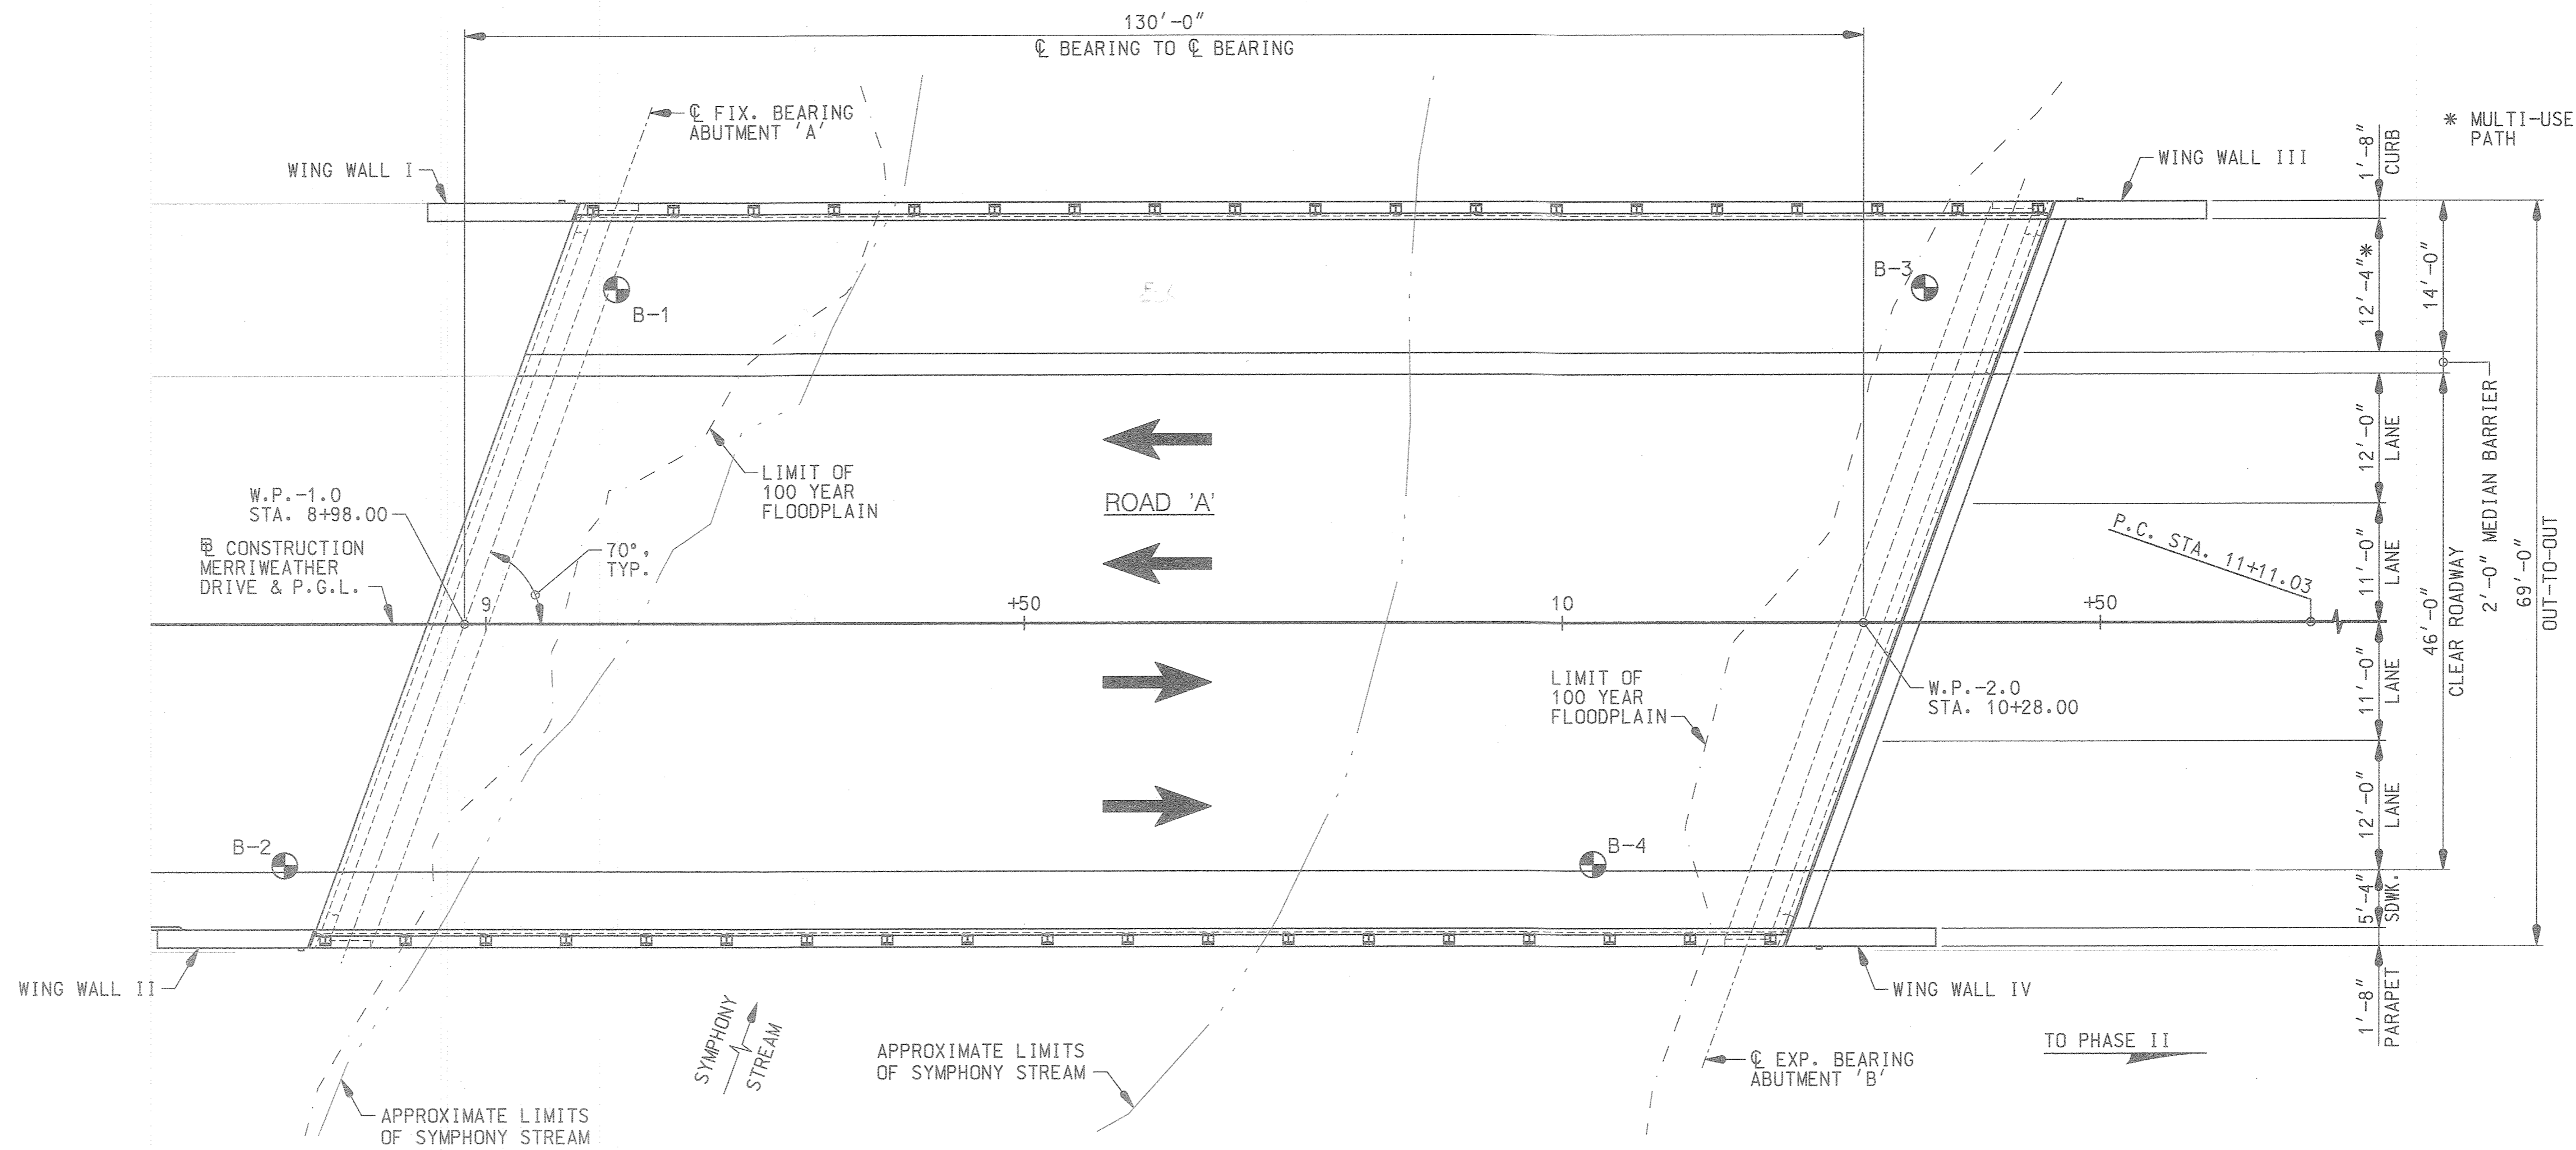 130'-0"
℄ BEARING TO ℄ BEARING
℄ FIX. BEARING
ABUTMENT 'A'
WING WALL I
WING WALL III
1'-8"
CURB
* MULTI-USE
PATH
B-1
B-3
12'-4"*
14'-0"
LIMIT OF
100 YEAR
FLOODPLAIN
W.P.-1.0
STA. 8+98.00
ROAD 'A'
12'-0"
LANE
2'-0" MEDIAN BARRIER
69'-0"
OUT-TO-OUT
BL CONSTRUCTION
MERRIWEATHER
DRIVE & P.G.L.
70°,
TYP.
P.C. STA. 11+11.03
11'-0"
LANE
9
+50
10
+50
46'-0"
CLEAR ROADWAY
LIMIT OF
100 YEAR
FLOODPLAIN
W.P.-2.0
STA. 10+28.00
11'-0"
LANE
12'-0"
LANE
B-2
B-4
5'-4"
SDWK.
WING WALL II
WING WALL IV
1'-8"
PARAPET
SYMPHONY
STREAM
APPROXIMATE LIMITS
OF SYMPHONY STREAM
℄ EXP. BEARING
ABUTMENT 'B'
TO PHASE II
APPROXIMATE LIMITS
OF SYMPHONY STREAM